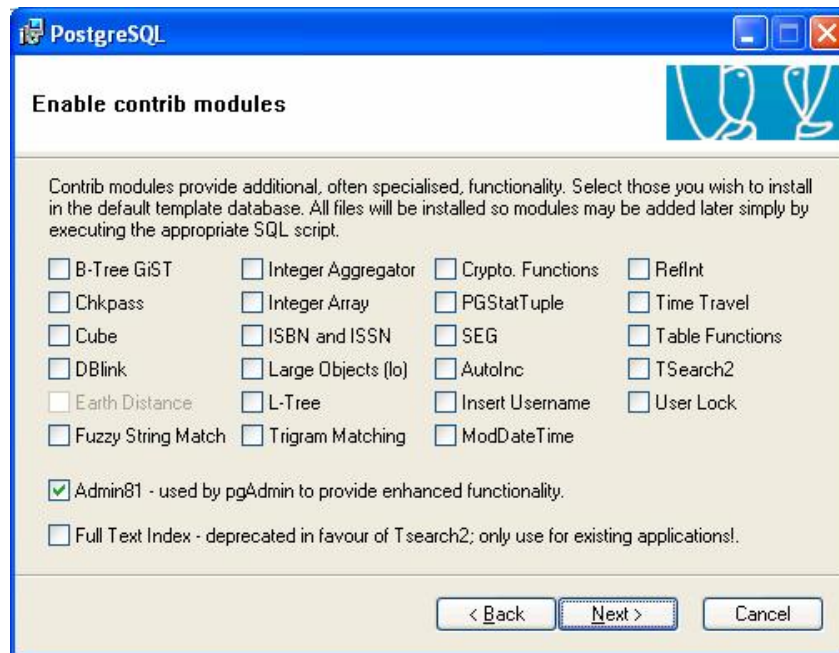 PostgreSQL
Enable contrib modules
Contrib modules provide additional, often specialised, functionality. Select those you wish to install
in the default template database. All files will be installed so modules may be added later simply by
executing the appropriate SQL script.
B-Tree GiST Integer Aggregator Crypto. Functions RefInt
Chkpass Integer Array PGStatTuple Time Travel
Cube ISBN and ISSN SEG Table Functions
DBlink Large Objects (lo) AutoInc TSearch2
Earth Distance L-Tree Insert Username User Lock
Fuzzy String Match Trigram Matching ModDateTime
Admin81 - used by pgAdmin to provide enhanced functionality.
Full Text Index - deprecated in favour of Tsearch2; only use for existing applications!.
< Back Next > Cancel